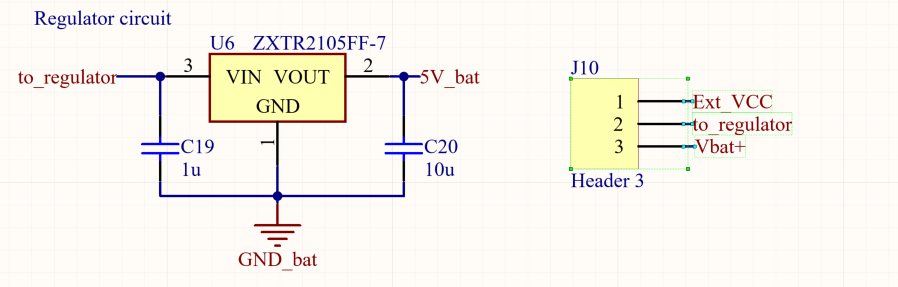 Regulator circuit
U6 ZXTR2105FF-7
to_regulator 3 VIN VOUT 2 5V_bat
GND
1
C19
1u
C20
10u
GND_bat
J10
1 Ext_VCC
2 to_regulator
3 Vbat+
Header 3